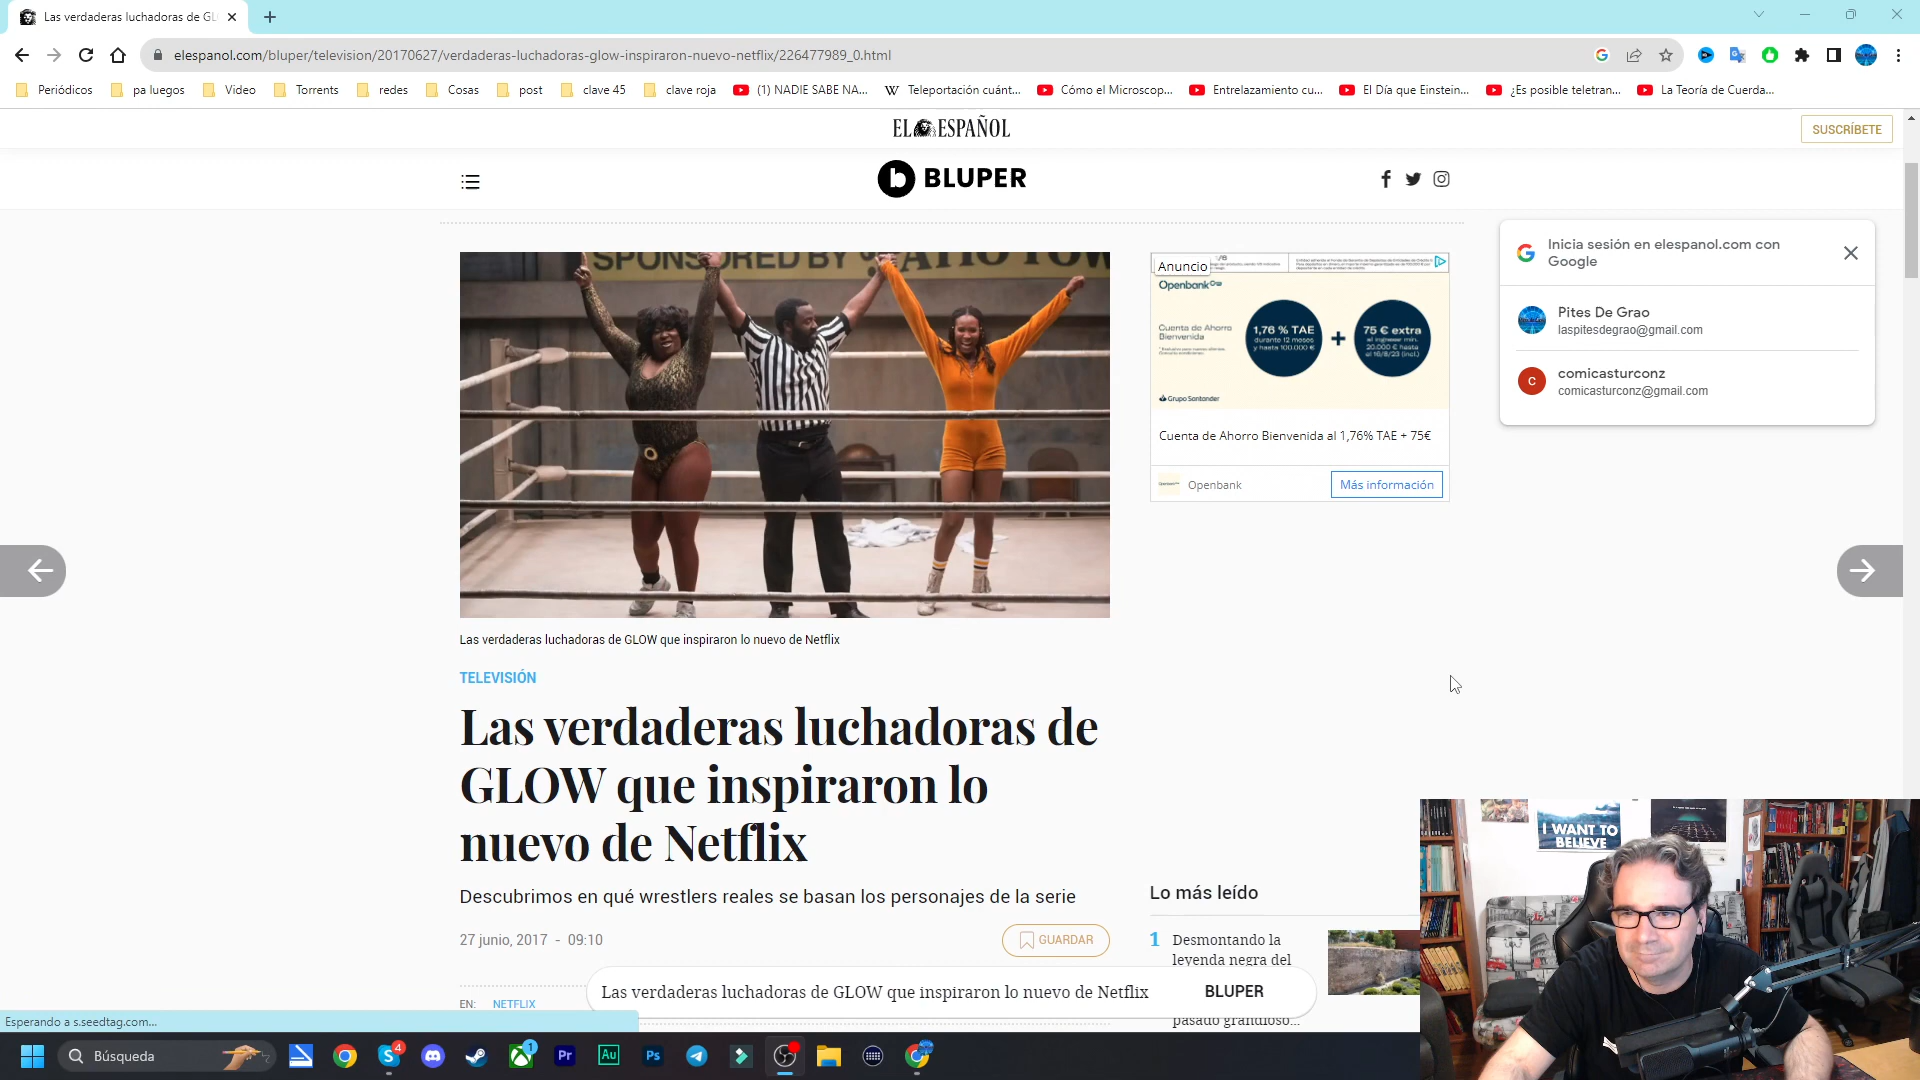 Las verdaderas luchadoras de GL
elespanol.com/bluper/television/20170627/verdaderas-luchadoras-glow-inspiraron-nuevo-netflix/226477989_0.html
Periódicos
pa luegos
Video
Torrents
redes
Cosas
post
clave 45
clave roja
(1) NADIE SABE NA...
W Teleportación cuánt...
Cómo el Microscop...
Entrelazamiento cu...
El Día que Einstein...
¿Es posible teletran...
La Teoría de Cuerda...
EL ESPAÑOL
SUSCRÍBETE
b BLUPER
SPONSORED BY
Anuncio
Openbank
Cuenta de Ahorro
Bienvenida
1,76 % TAE
durante 12 meses
y hasta 100.000 €
+
75 € extra
al ingresar mín.
20.000 € hasta
el 16/8/23 (incl.)
Grupo Santander
Cuenta de Ahorro Bienvenida al 1,76% TAE + 75€
Openbank
Más información
Inicia sesión en elespanol.com con
Google
Pites De Grao
laspitesdegrao@gmail.com
C
comicasturconz
comicasturconz@gmail.com
Las verdaderas luchadoras de GLOW que inspiraron lo nuevo de Netflix
TELEVISIÓN
Las verdaderas luchadoras de
GLOW que inspiraron lo
nuevo de Netflix
Descubrimos en qué wrestlers reales se basan los personajes de la serie
27 junio, 2017 - 09:10
GUARDAR
EN: NETFLIX
Lo más leído
1 Desmontando la
leyenda negra del
pasado grandioso...
Las verdaderas luchadoras de GLOW que inspiraron lo nuevo de Netflix
BLUPER
I WANT TO
BELIEVE
Esperando a s.seedtag.com...
Búsqueda
4
1
Pr
Au
Ps